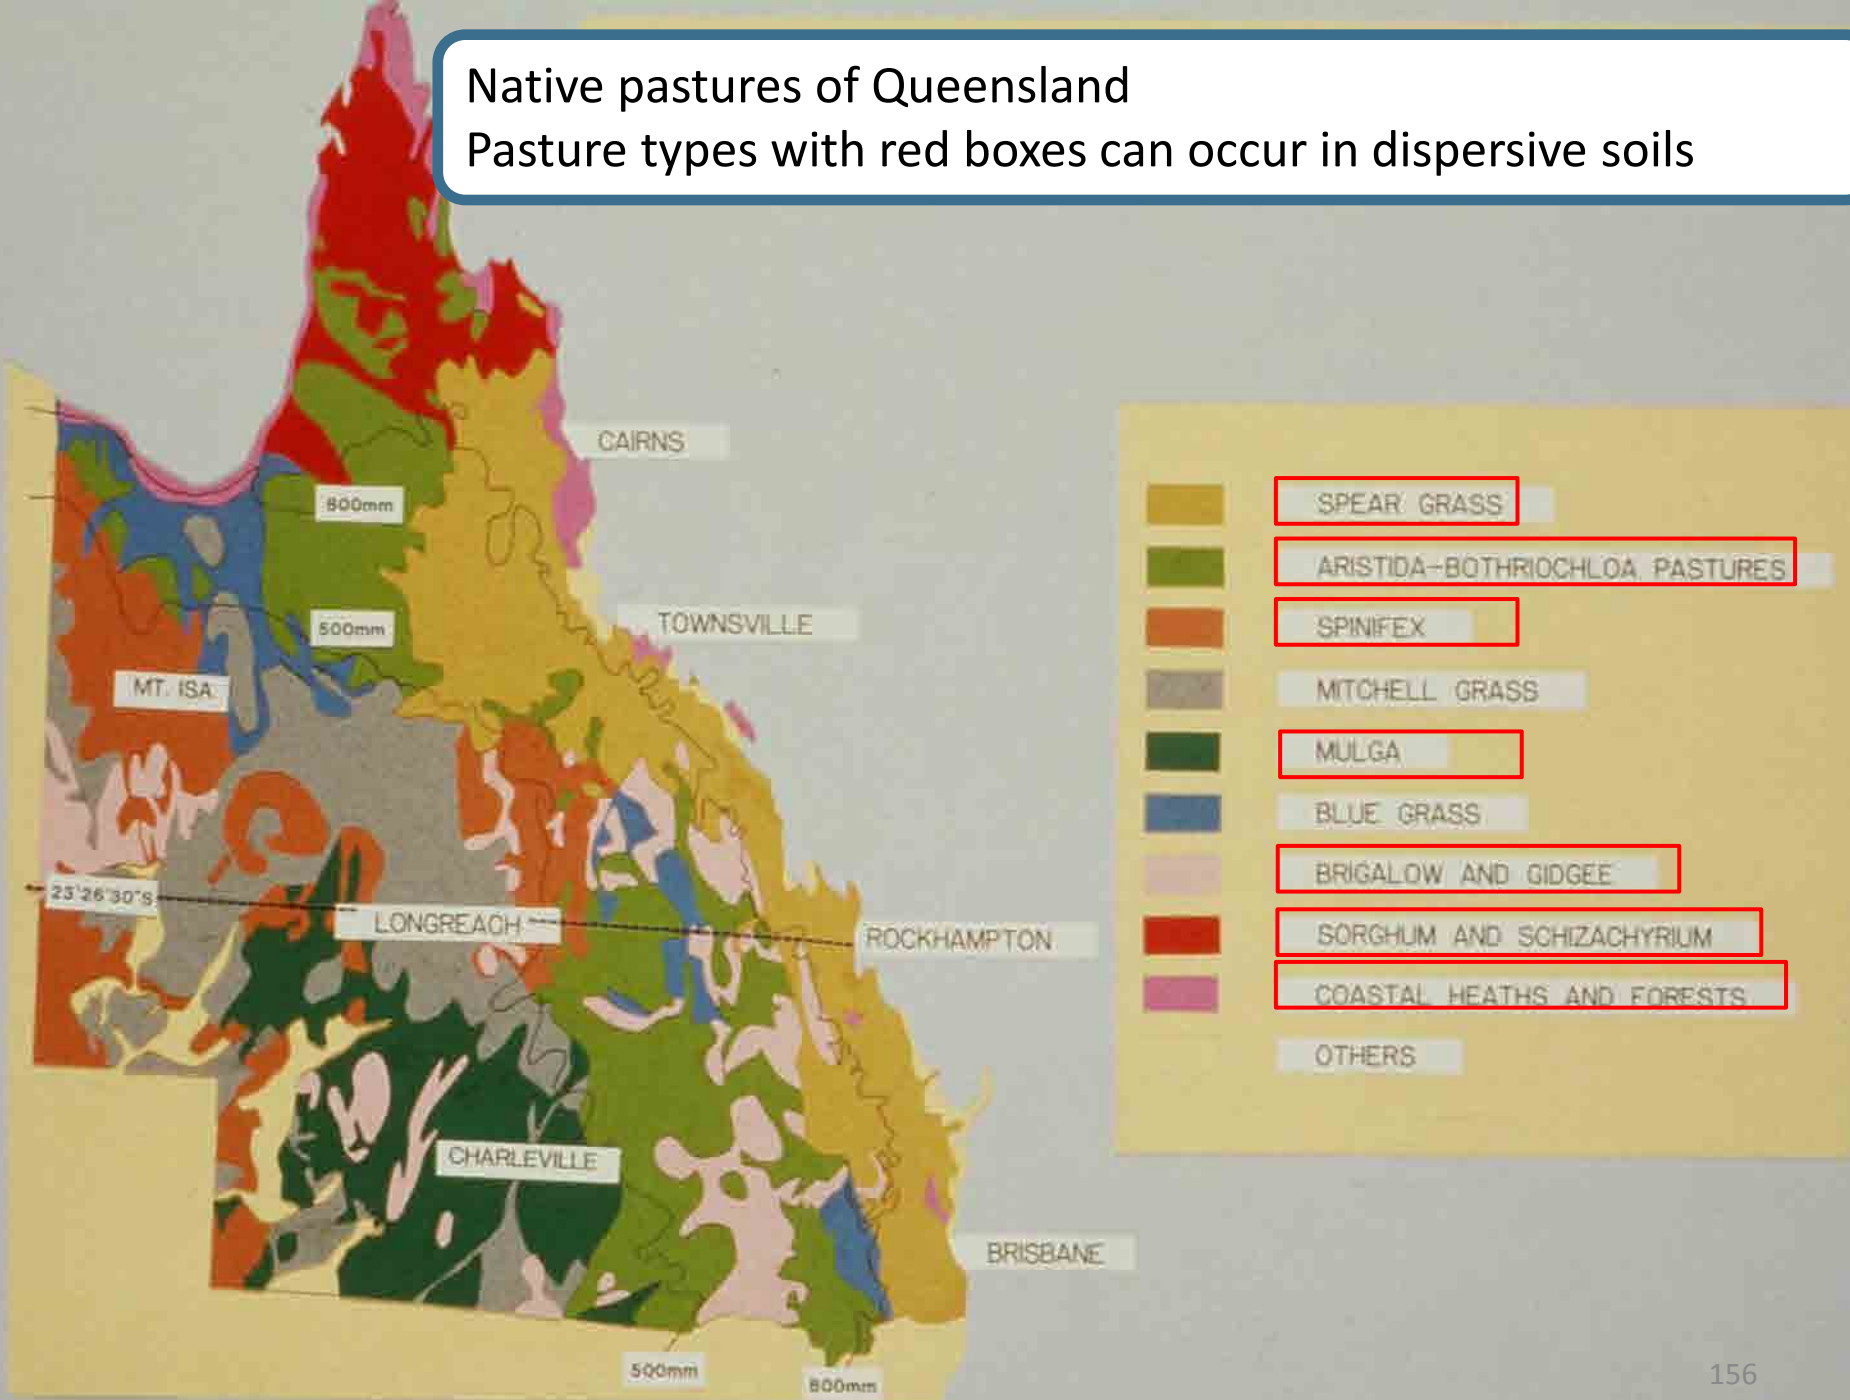 Native pastures of Queensland
Pasture types with red boxes can occur in dispersive soils
CAIRNS
800mm
TOWNSVILLE
500mm
MT. ISA
23°26'30"S
LONGREACH
ROCKHAMPTON
CHARLEVILLE
BRISBANE
500mm
800mm
SPEAR GRASS
ARISTIDA-BOTHRIOCHLOA PASTURES
SPINIFEX
MITCHELL GRASS
MULGA
BLUE GRASS
BRIGALOW AND GIDGEE
SORGHUM AND SCHIZACHYRIUM
COASTAL HEATHS AND FORESTS
OTHERS
156